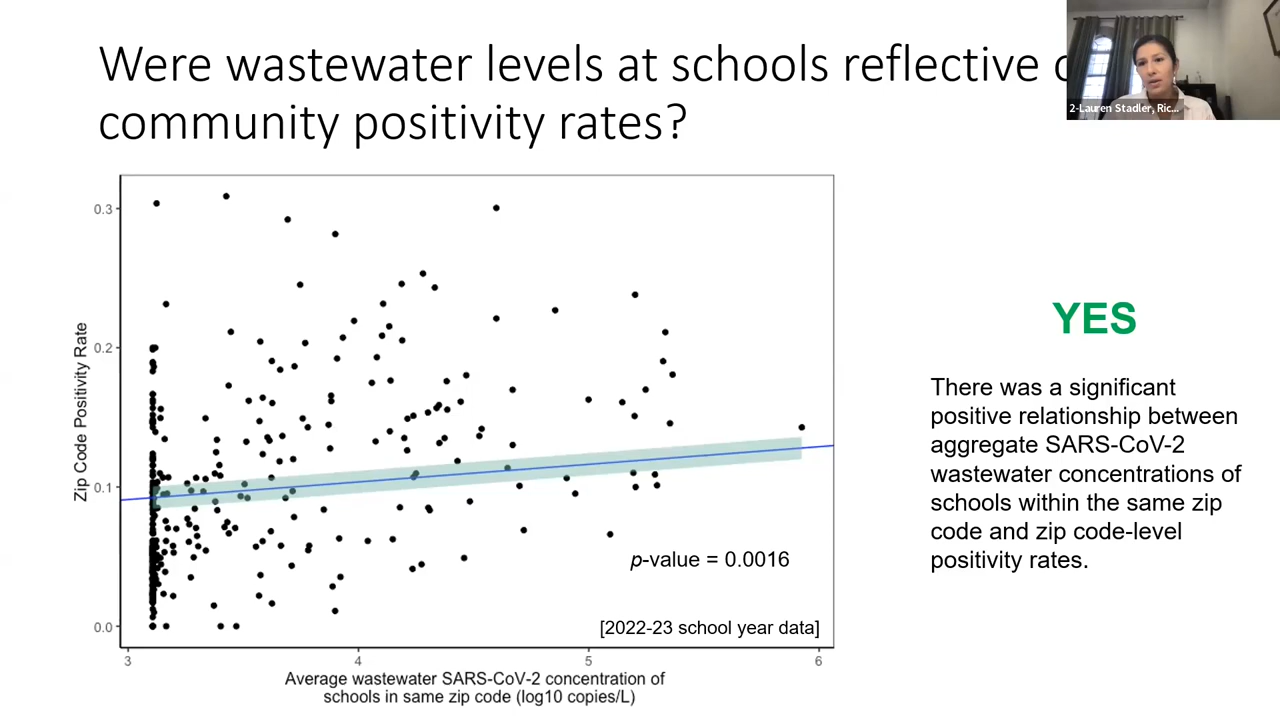 Were wastewater levels at schools reflective
community positivity rates?
2-Lauren Stadler, Ric...
0.3
0.2
0.1
0.0
Zip Code Positivity Rate
YES
There was a significant
positive relationship between
aggregate SARS-CoV-2
wastewater concentrations of
schools within the same zip
code and zip code-level
positivity rates.
p-value = 0.0016
[2022-23 school year data]
3
4
5
6
Average wastewater SARS-CoV-2 concentration of
schools in same zip code (log10 copies/L)